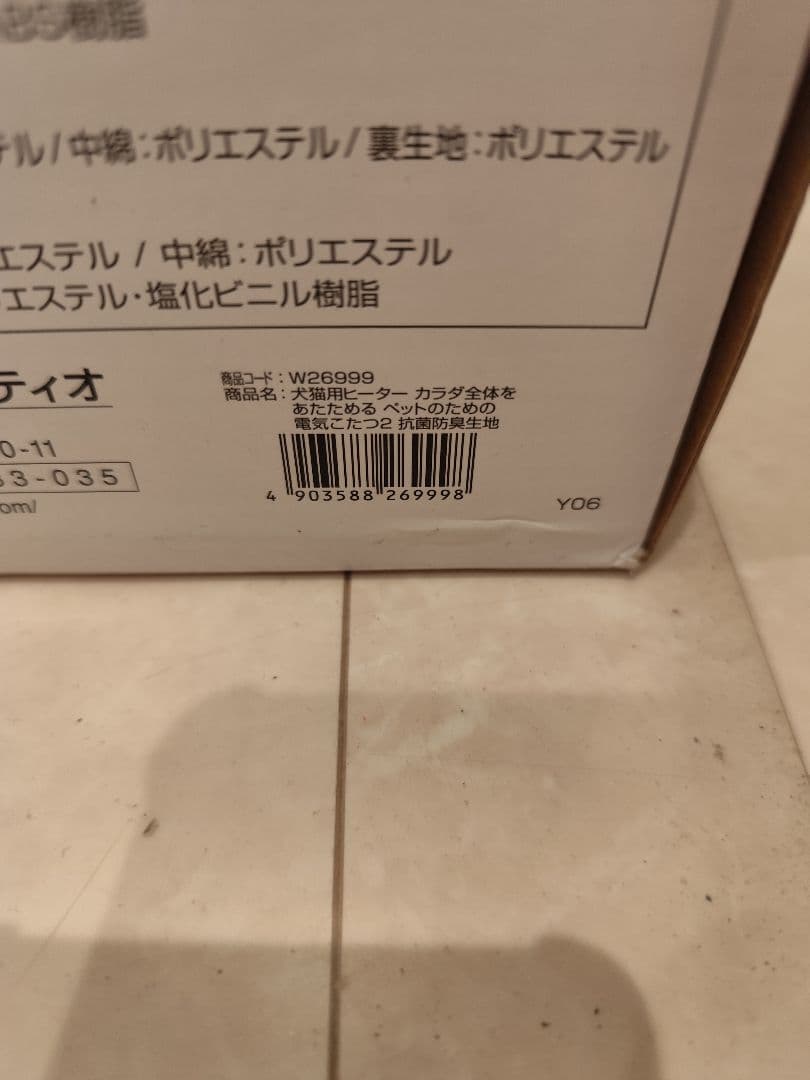 樹脂
テル/中綿:ポリエステル/裏生地:ポリエステル
エステル / 中綿:ポリエステル
エステル・塩化ビニル樹脂
ティオ
商品コード:W26999
商品名:犬猫用ヒーター カラダ全体を
あたためる ペットのための
電気こたつ2 抗菌防臭生地
0-11
33-035
om/
4 903588 269998
Y06